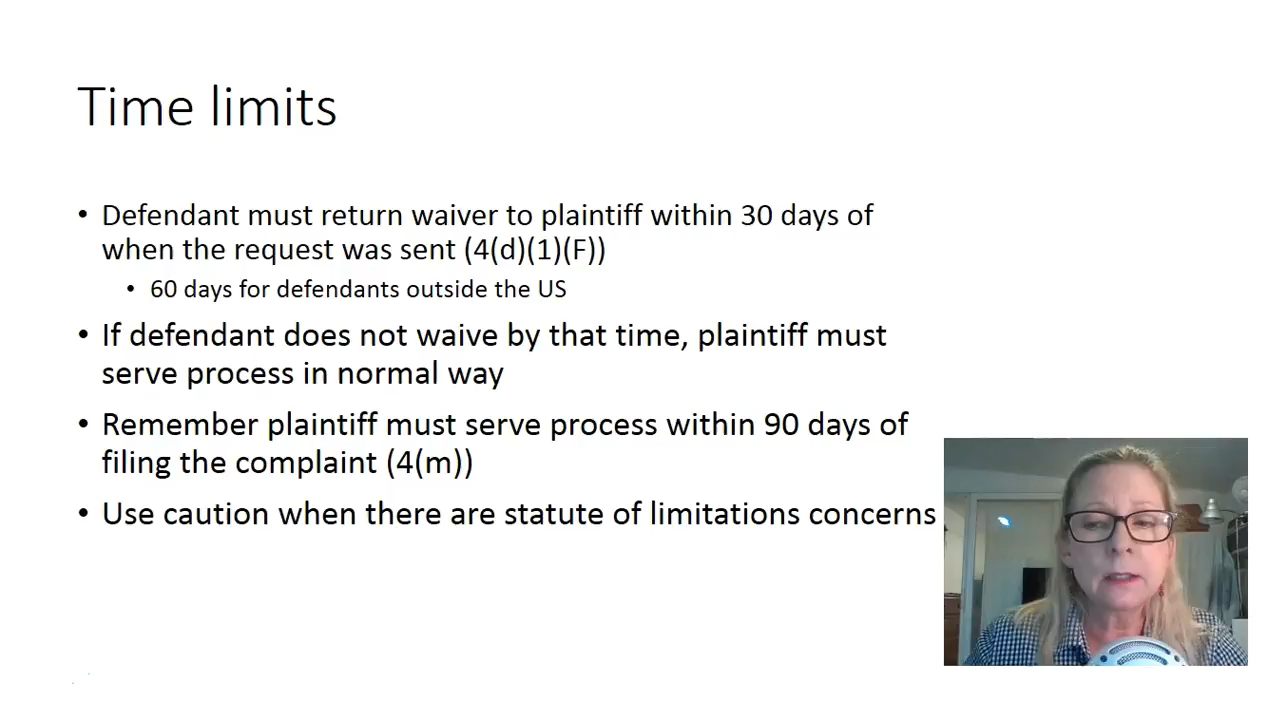 Time limits
• Defendant must return waiver to plaintiff within 30 days of
when the request was sent (4(d)(1)(F))
• 60 days for defendants outside the US
• If defendant does not waive by that time, plaintiff must
serve process in normal way
• Remember plaintiff must serve process within 90 days of
filing the complaint (4(m))
• Use caution when there are statute of limitations concerns